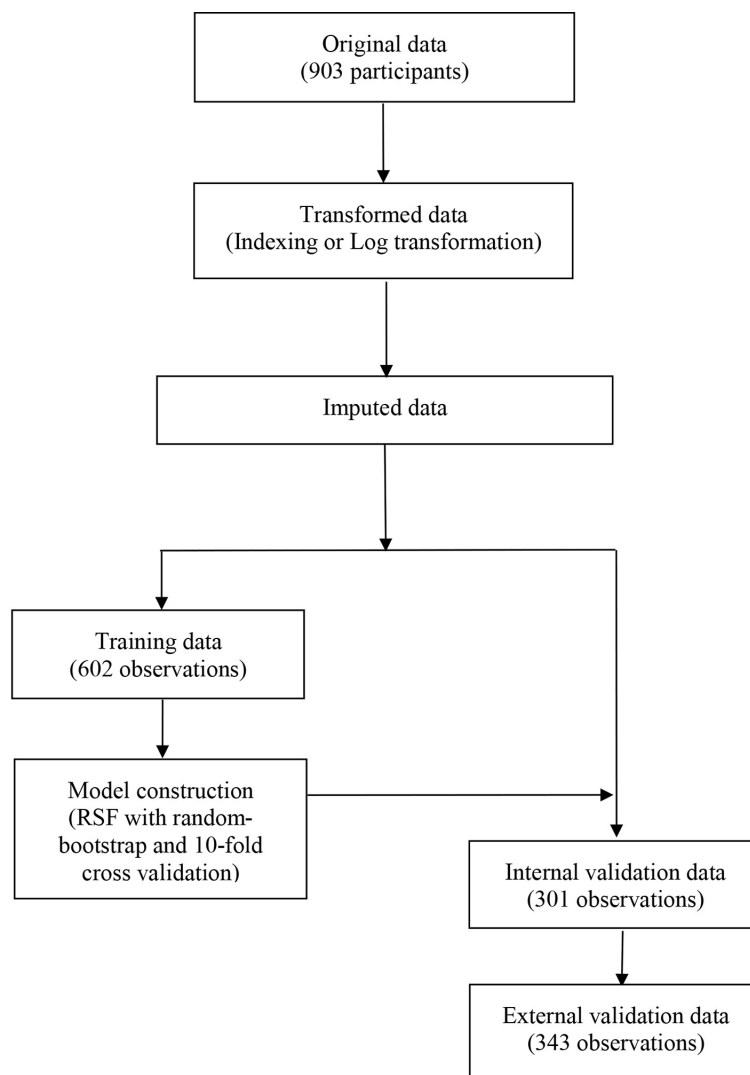 Original data
(903 participants)
Transformed data
(Indexing or Log transformation)
Imputed data
Training data
(602 observations)
Model construction
(RSF with random-
bootstrap and 10-fold
cross validation)
Internal validation data
(301 observations)
External validation data
(343 observations)